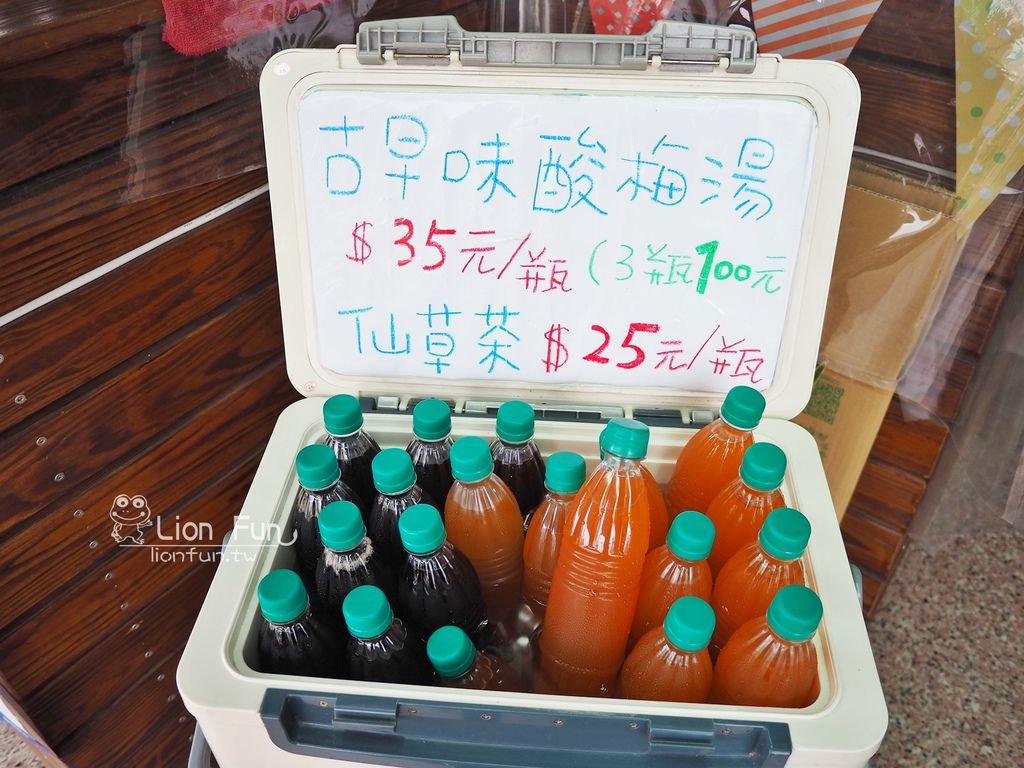 古早味酸梅湯
$35元/瓶 (3瓶100元
仙草茶 $25元/瓶
Lion Fun
lionfun.tw